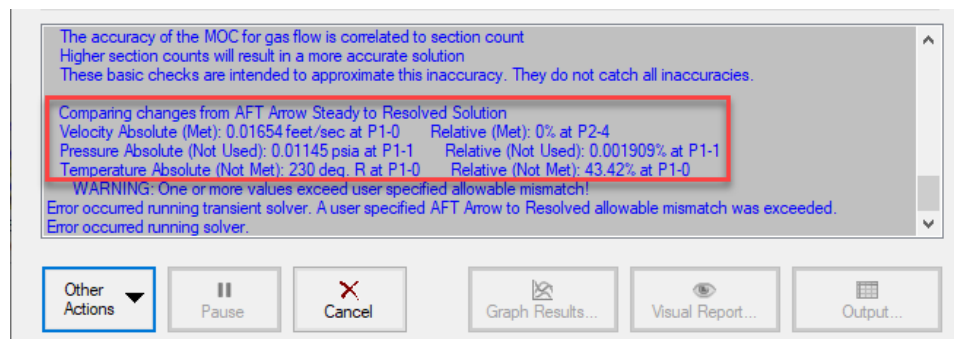 The accuracy of the MOC for gas flow is correlated to section count
Higher section counts will result in a more accurate solution
These basic checks are intended to approximate this inaccuracy. They do not catch all inaccuracies.
Comparing changes from AFT Arrow Steady to Resolved Solution
Velocity Absolute (Met): 0.01654 feet/sec at P1-0 Relative (Met): 0% at P2-4
Pressure Absolute (Not Used): 0.01145 psia at P1-1 Relative (Not Used): 0.001909% at P1-1
Temperature Absolute (Not Met): 230 deg. R at P1-0 Relative (Not Met): 43.42% at P1-0
WARNING: One or more values exceed user specified allowable mismatch!
Error occurred running transient solver. A user specified AFT Arrow to Resolved allowable mismatch was exceeded.
Error occurred running solver.
Other Actions
Pause
Cancel
Graph Results...
Visual Report...
Output...